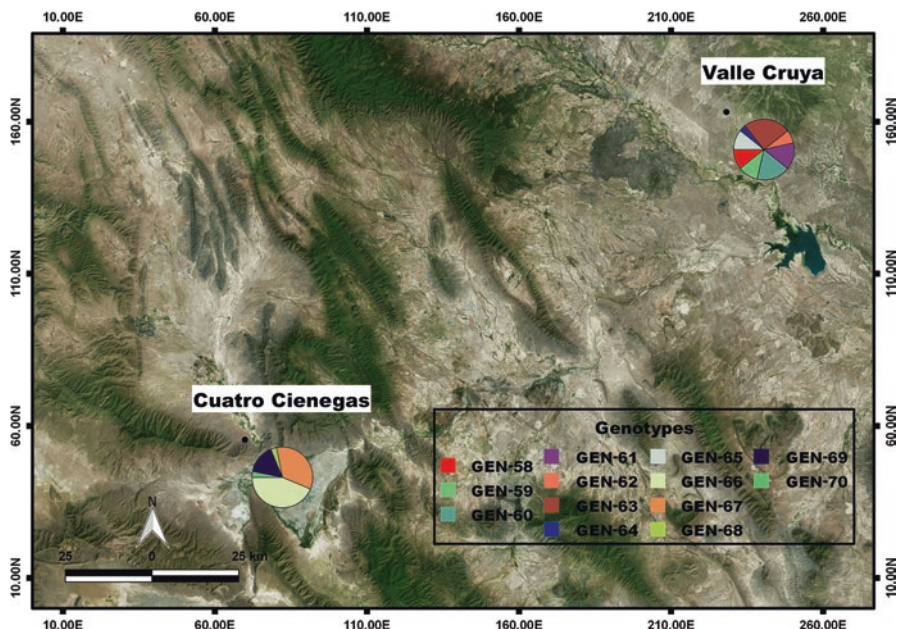 10.00E 60.00E 110.00E 160.00E 210.00E 260.00E
Valle Cruya
160.00N 160.00N
110.00N 110.00N
Cuatro Cienegas
60.00N 60.00N
Genotypes
GEN-58 GEN-61 GEN-65 GEN-69
GEN-59 GEN-62 GEN-66 GEN-70
GEN-60 GEN-63 GEN-67
GEN-64 GEN-68
N
25 0 25 km
10.00N 10.00N
10.00E 60.00E 110.00E 160.00E 210.00E 260.00E